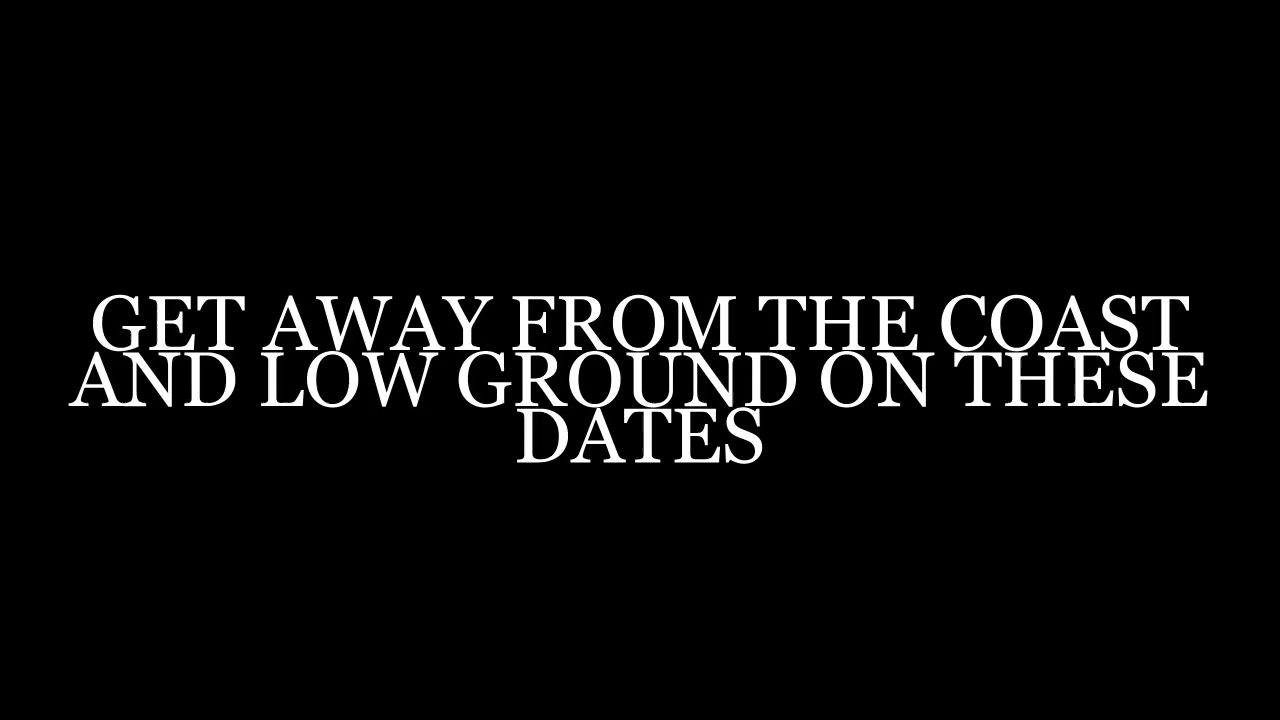 GET AWAY FROM THE COAST
AND LOW GROUND ON THESE
DATES